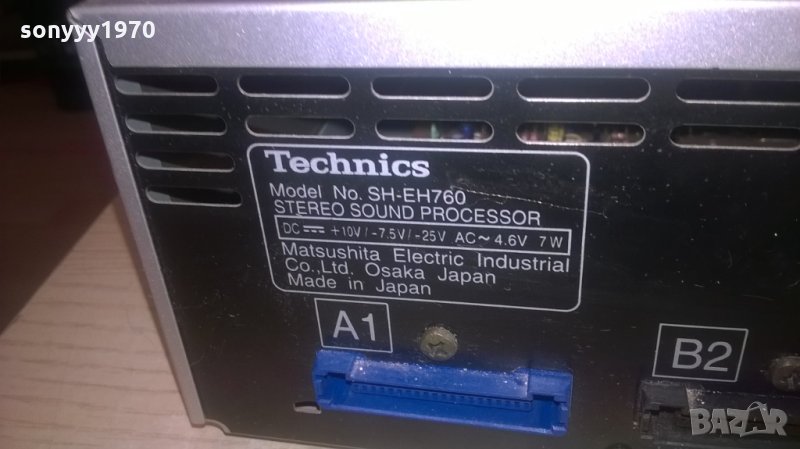 sonyyy1970
Technics
Model No. SH-EH760
STEREO SOUND PROCESSOR
DC⎓ +10V/-7.5V/-25V AC~4.6V 7W
Matsushita Electric Industrial
Co.,Ltd. Osaka Japan
Made in Japan
A1
B2
BAZAR